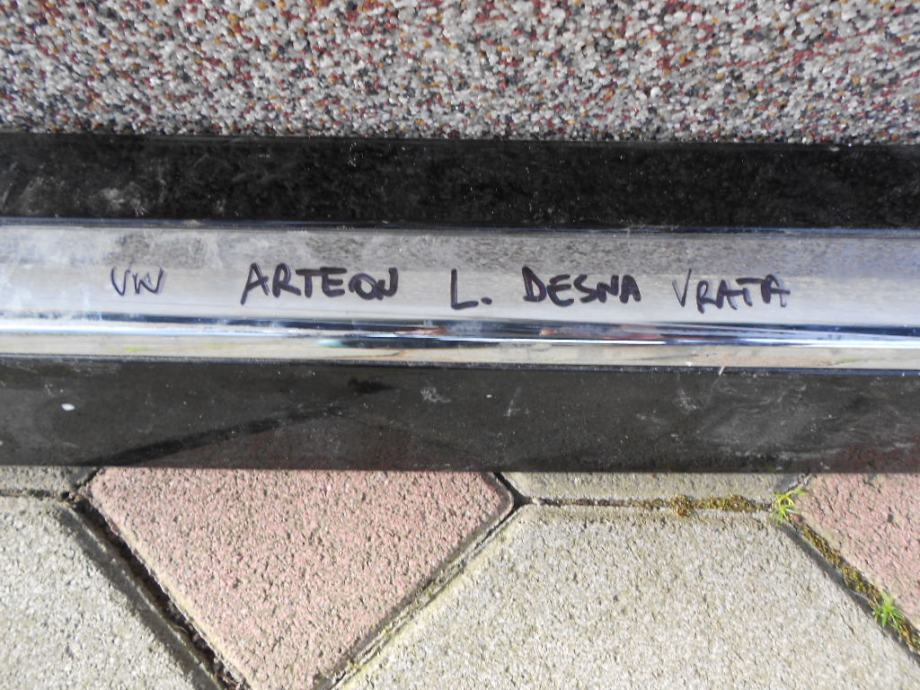 VW ARTEON L. DESNA VRATA